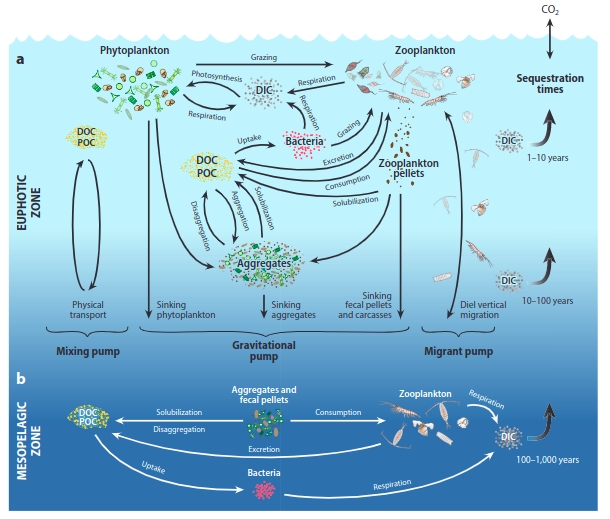 CO2
a
Phytoplankton
Grazing
Zooplankton
Sequestration
times
Photosynthesis
DIC
Respiration
Respiration
Respiration
DOC
POC
Uptake
Bacteria
Grazing
DIC
1–10 years
DOC
POC
Excretion
Zooplankton
pellets
Consumption
Solubilization
Disaggregation
Aggregation
Solubilization
EUPHOTIC
ZONE
Aggregates
DIC
10–100 years
Physical
transport
Sinking
phytoplankton
Sinking
aggregates
Sinking
fecal pellets
and carcasses
Diel vertical
migration
Mixing pump
Gravitational
pump
Migrant pump
b
MESOPELAGIC
ZONE
Aggregates and
fecal pellets
Zooplankton
Respiration
DOC
POC
Solubilization
Disaggregation
Consumption
DIC
Excretion
100–1,000 years
Uptake
Bacteria
Respiration